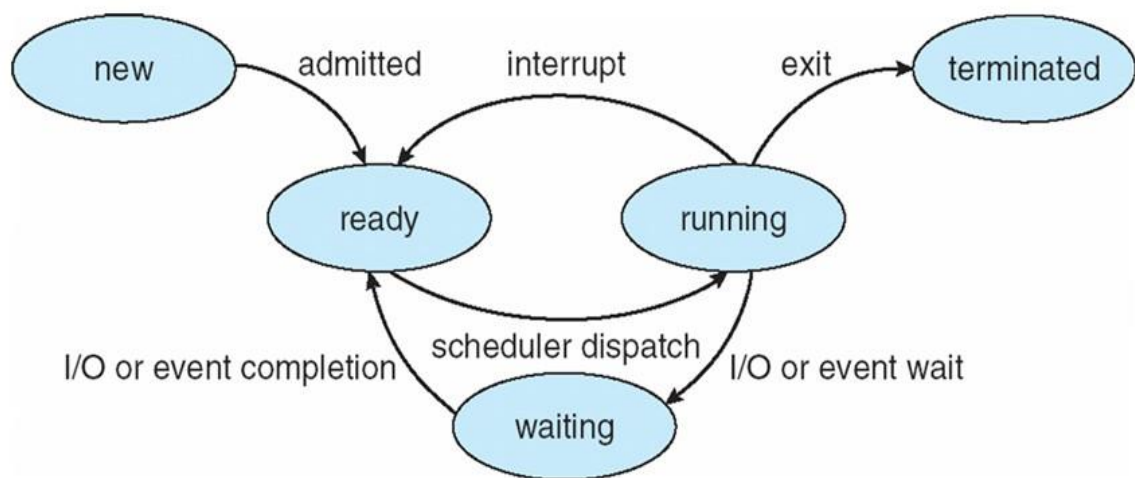 new
admitted
interrupt
exit
terminated
ready
running
I/O or event completion
scheduler dispatch
I/O or event wait
waiting